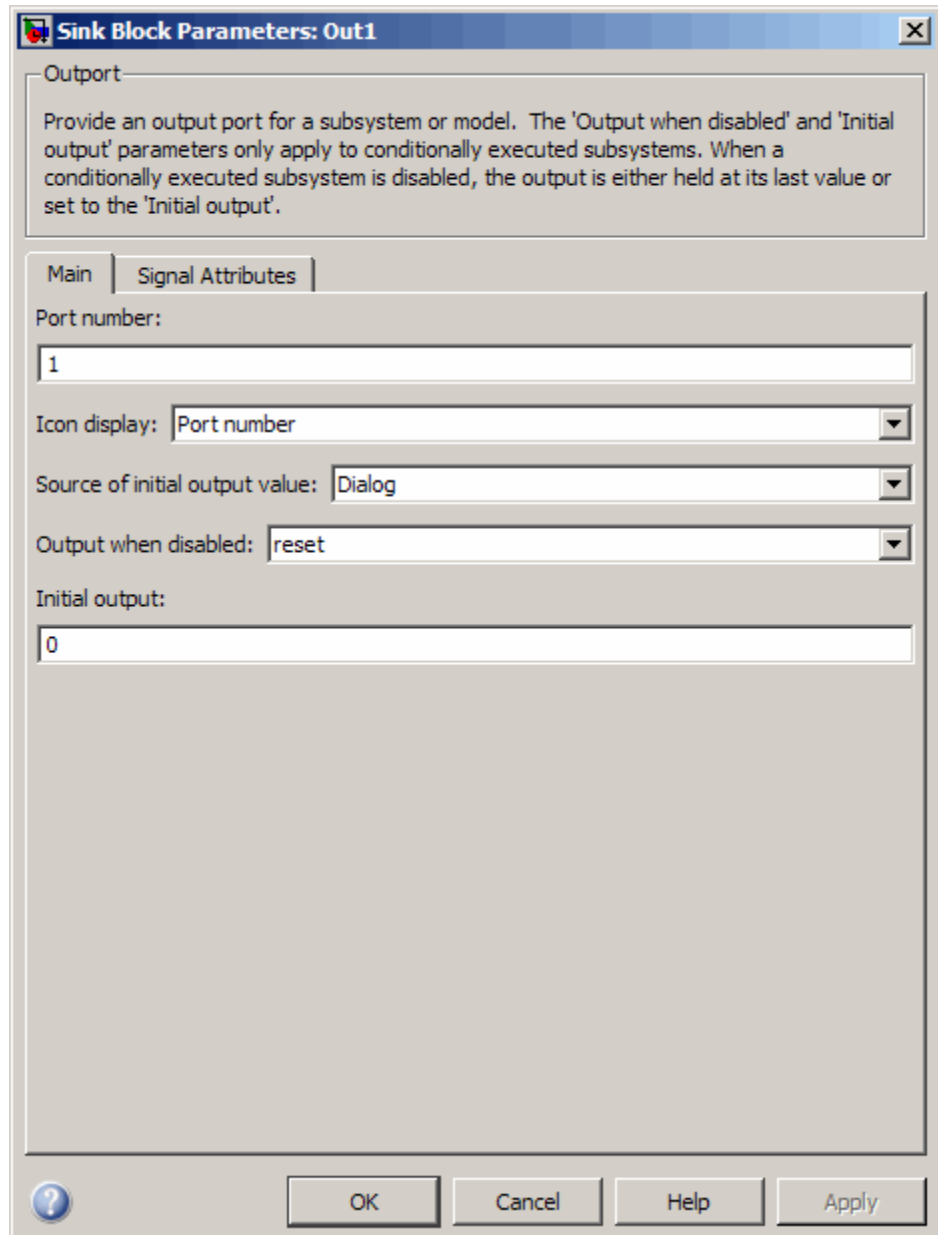 Sink Block Parameters: Out1
Outport
Provide an output port for a subsystem or model.  The 'Output when disabled' and 'Initial
output' parameters only apply to conditionally executed subsystems. When a
conditionally executed subsystem is disabled, the output is either held at its last value or
set to the 'Initial output'.
Main Signal Attributes
Port number:
1
Icon display: Port number
Source of initial output value: Dialog
Output when disabled: reset
Initial output:
0
? OK Cancel Help Apply